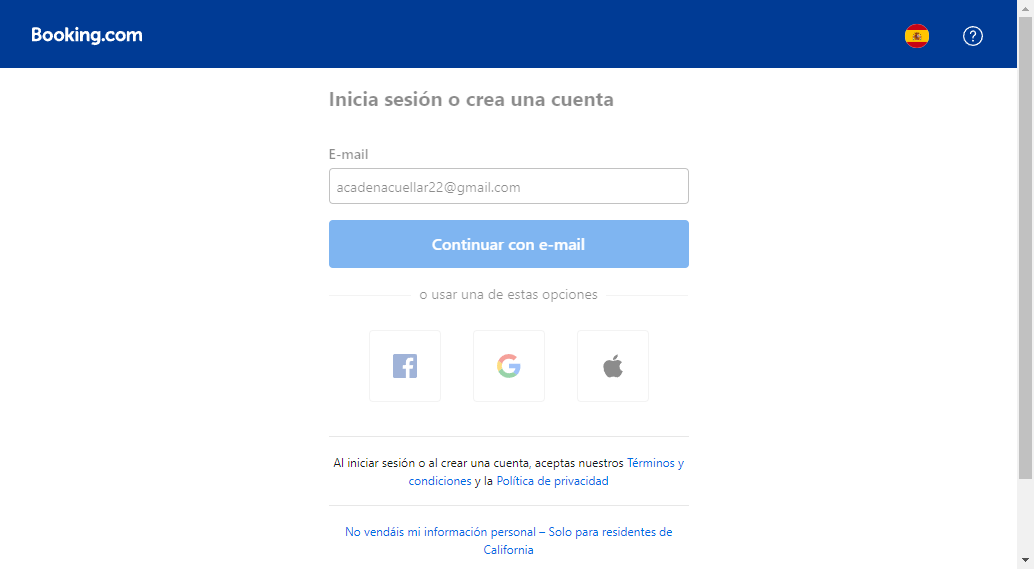 Booking.com
Inicia sesión o crea una cuenta
E-mail
acadenacuellar22@gmail.com
Continuar con e-mail
o usar una de estas opciones
Al iniciar sesión o al crear una cuenta, aceptas nuestros Términos y
condiciones y la Política de privacidad
No vendáis mi información personal – Solo para residentes de
California